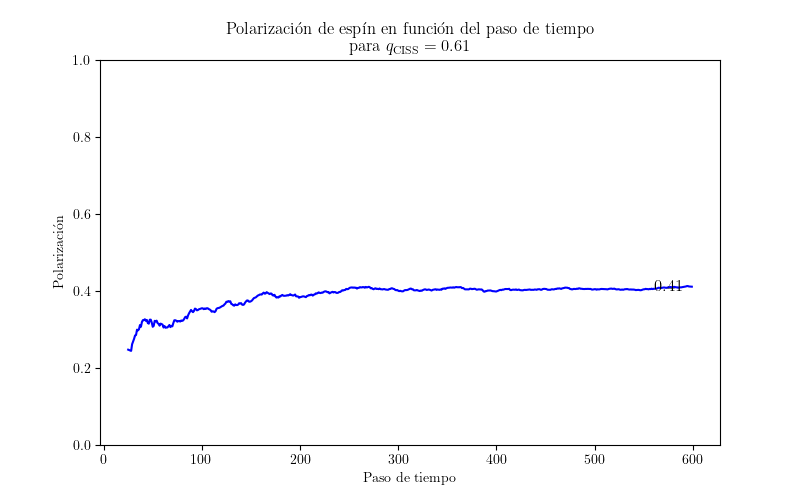 Polarización de espín en función del paso de tiempo
para q_CISS = 0.61
1.0
0.8
0.6
0.4
0.2
0.0
Polarización
0.41
0 100 200 300 400 500 600
Paso de tiempo